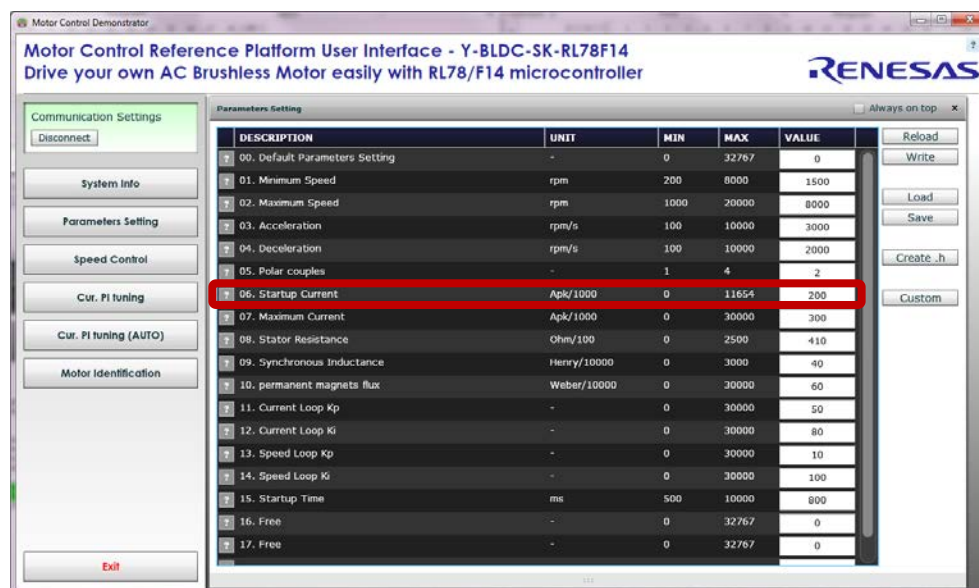 Motor Control Demonstrator
Motor Control Reference Platform User Interface - Y-BLDC-SK-RL78F14
Drive your own AC Brushless Motor easily with RL78/F14 microcontroller
RENESAS
?
Communication Settings
Disconnect
System Info
Parameters Setting
Speed Control
Cur. PI tuning
Cur. PI tuning (AUTO)
Motor Identification
Exit
Parameters Setting
Always on top x
DESCRIPTION UNIT MIN MAX VALUE
? 00. Default Parameters Setting - 0 32767 0
? 01. Minimum Speed rpm 200 8000 1500
? 02. Maximum Speed rpm 1000 20000 8000
? 03. Acceleration rpm/s 100 10000 3000
? 04. Deceleration rpm/s 100 10000 2000
? 05. Polar couples - 1 4 2
? 06. Startup Current Apk/1000 0 11654 200
? 07. Maximum Current Apk/1000 0 30000 300
? 08. Stator Resistance Ohm/100 0 2500 410
? 09. Synchronous Inductance Henry/10000 0 3000 40
? 10. permanent magnets flux Weber/10000 0 30000 60
? 11. Current Loop Kp - 0 30000 50
? 12. Current Loop Ki - 0 30000 80
? 13. Speed Loop Kp - 0 30000 10
? 14. Speed Loop Ki - 0 30000 100
? 15. Startup Time ms 500 10000 800
? 16. Free - 0 32767 0
? 17. Free - 0 32767 0
Reload
Write
Load
Save
Create .h
Custom